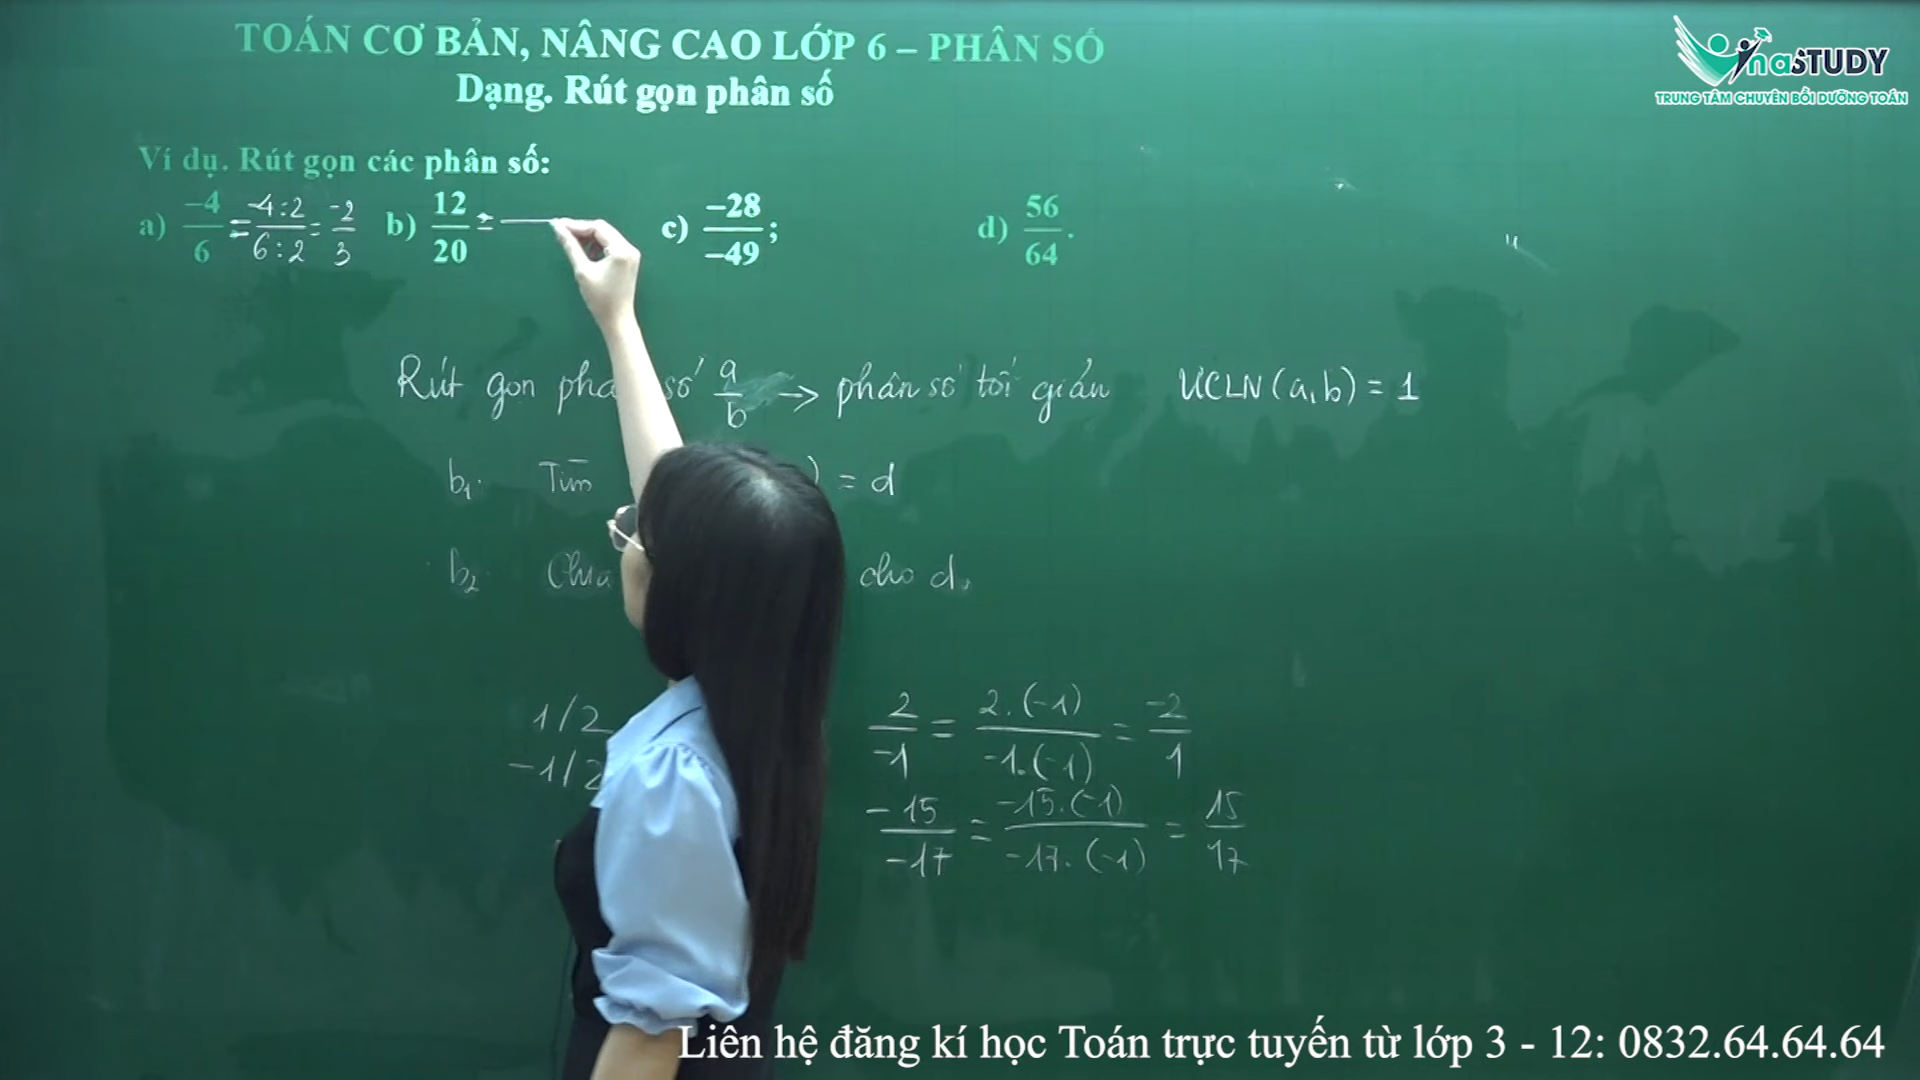 TOÁN CƠ BẢN, NÂNG CAO LỚP 6 – PHÂN SỐ
Dạng. Rút gọn phân số
naSTUDY
TRUNG TÂM CHUYÊN BỒI DƯỠNG TOÁN
Ví dụ. Rút gọn các phân số:
a) –4/6 = -4:2/6:2 = -2/3 b) 12/20 = c) –28/–49; d) 56/64.
Rút gọn phâ số a/b → phân số tối giản ƯCLN(a,b) = 1
b1. Tìm ) = d
b2. Chia cho d.
1/2 2/-1 = 2.(-1)/-1.(-1) = -2/1
-1/2
-15/-17 = -15.(-1)/-17.(-1) = 15/17
Liên hệ đăng kí học Toán trực tuyến từ lớp 3 - 12: 0832.64.64.64